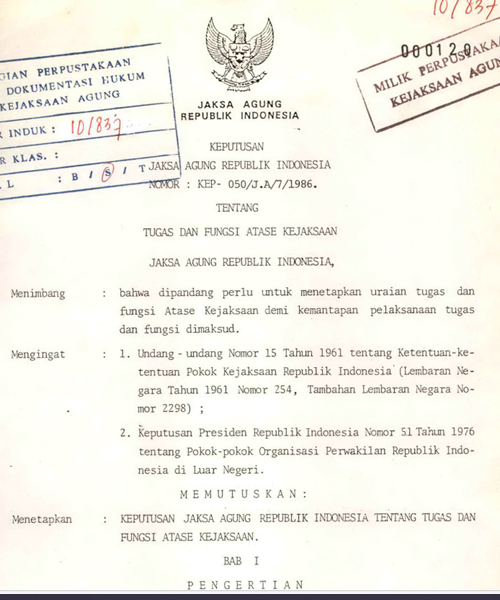 10/837
000120
MILIK PERPUSTAKAA
KEJAKSAAN AGUN
GIAN PERPUSTAKAAN
DOKUMENTASI HUKUM
KEJAKSAAN AGUNG
R INDUK : 10/837
R KLAS. :
L : B / S / T
JAKSA AGUNG
REPUBLIK INDONESIA
KEPUTUSAN
JAKSA AGUNG REPUBLIK INDONESIA
NOMOR : KEP- 050/J.A/7/1986.
TENTANG
TUGAS DAN FUNGSI ATASE KEJAKSAAN
JAKSA AGUNG REPUBLIK INDONESIA,
Menimbang : bahwa dipandang perlu untuk menetapkan uraian tugas dan
fungsi Atase Kejaksaan demi kemantapan pelaksanaan tugas
dan fungsi dimaksud.
Mengingat : 1. Undang - undang Nomor 15 Tahun 1961 tentang Ketentuan-ke-
tentuan Pokok Kejaksaan Republik Indonesia (Lembaran Ne-
gara Tahun 1961 Nomor 254, Tambahan Lembaran Negara No-
mor 2298) ;
2. Keputusan Presiden Republik Indonesia Nomor 51 Tahun 1976
tentang Pokok-pokok Organisasi Perwakilan Republik Indo-
nesia di Luar Negeri.
M E M U T U S K A N :
Menetapkan : KEPUTUSAN JAKSA AGUNG REPUBLIK INDONESIA TENTANG TUGAS DAN
FUNGSI ATASE KEJAKSAAN.
BAB I
P E N G E R T I A N